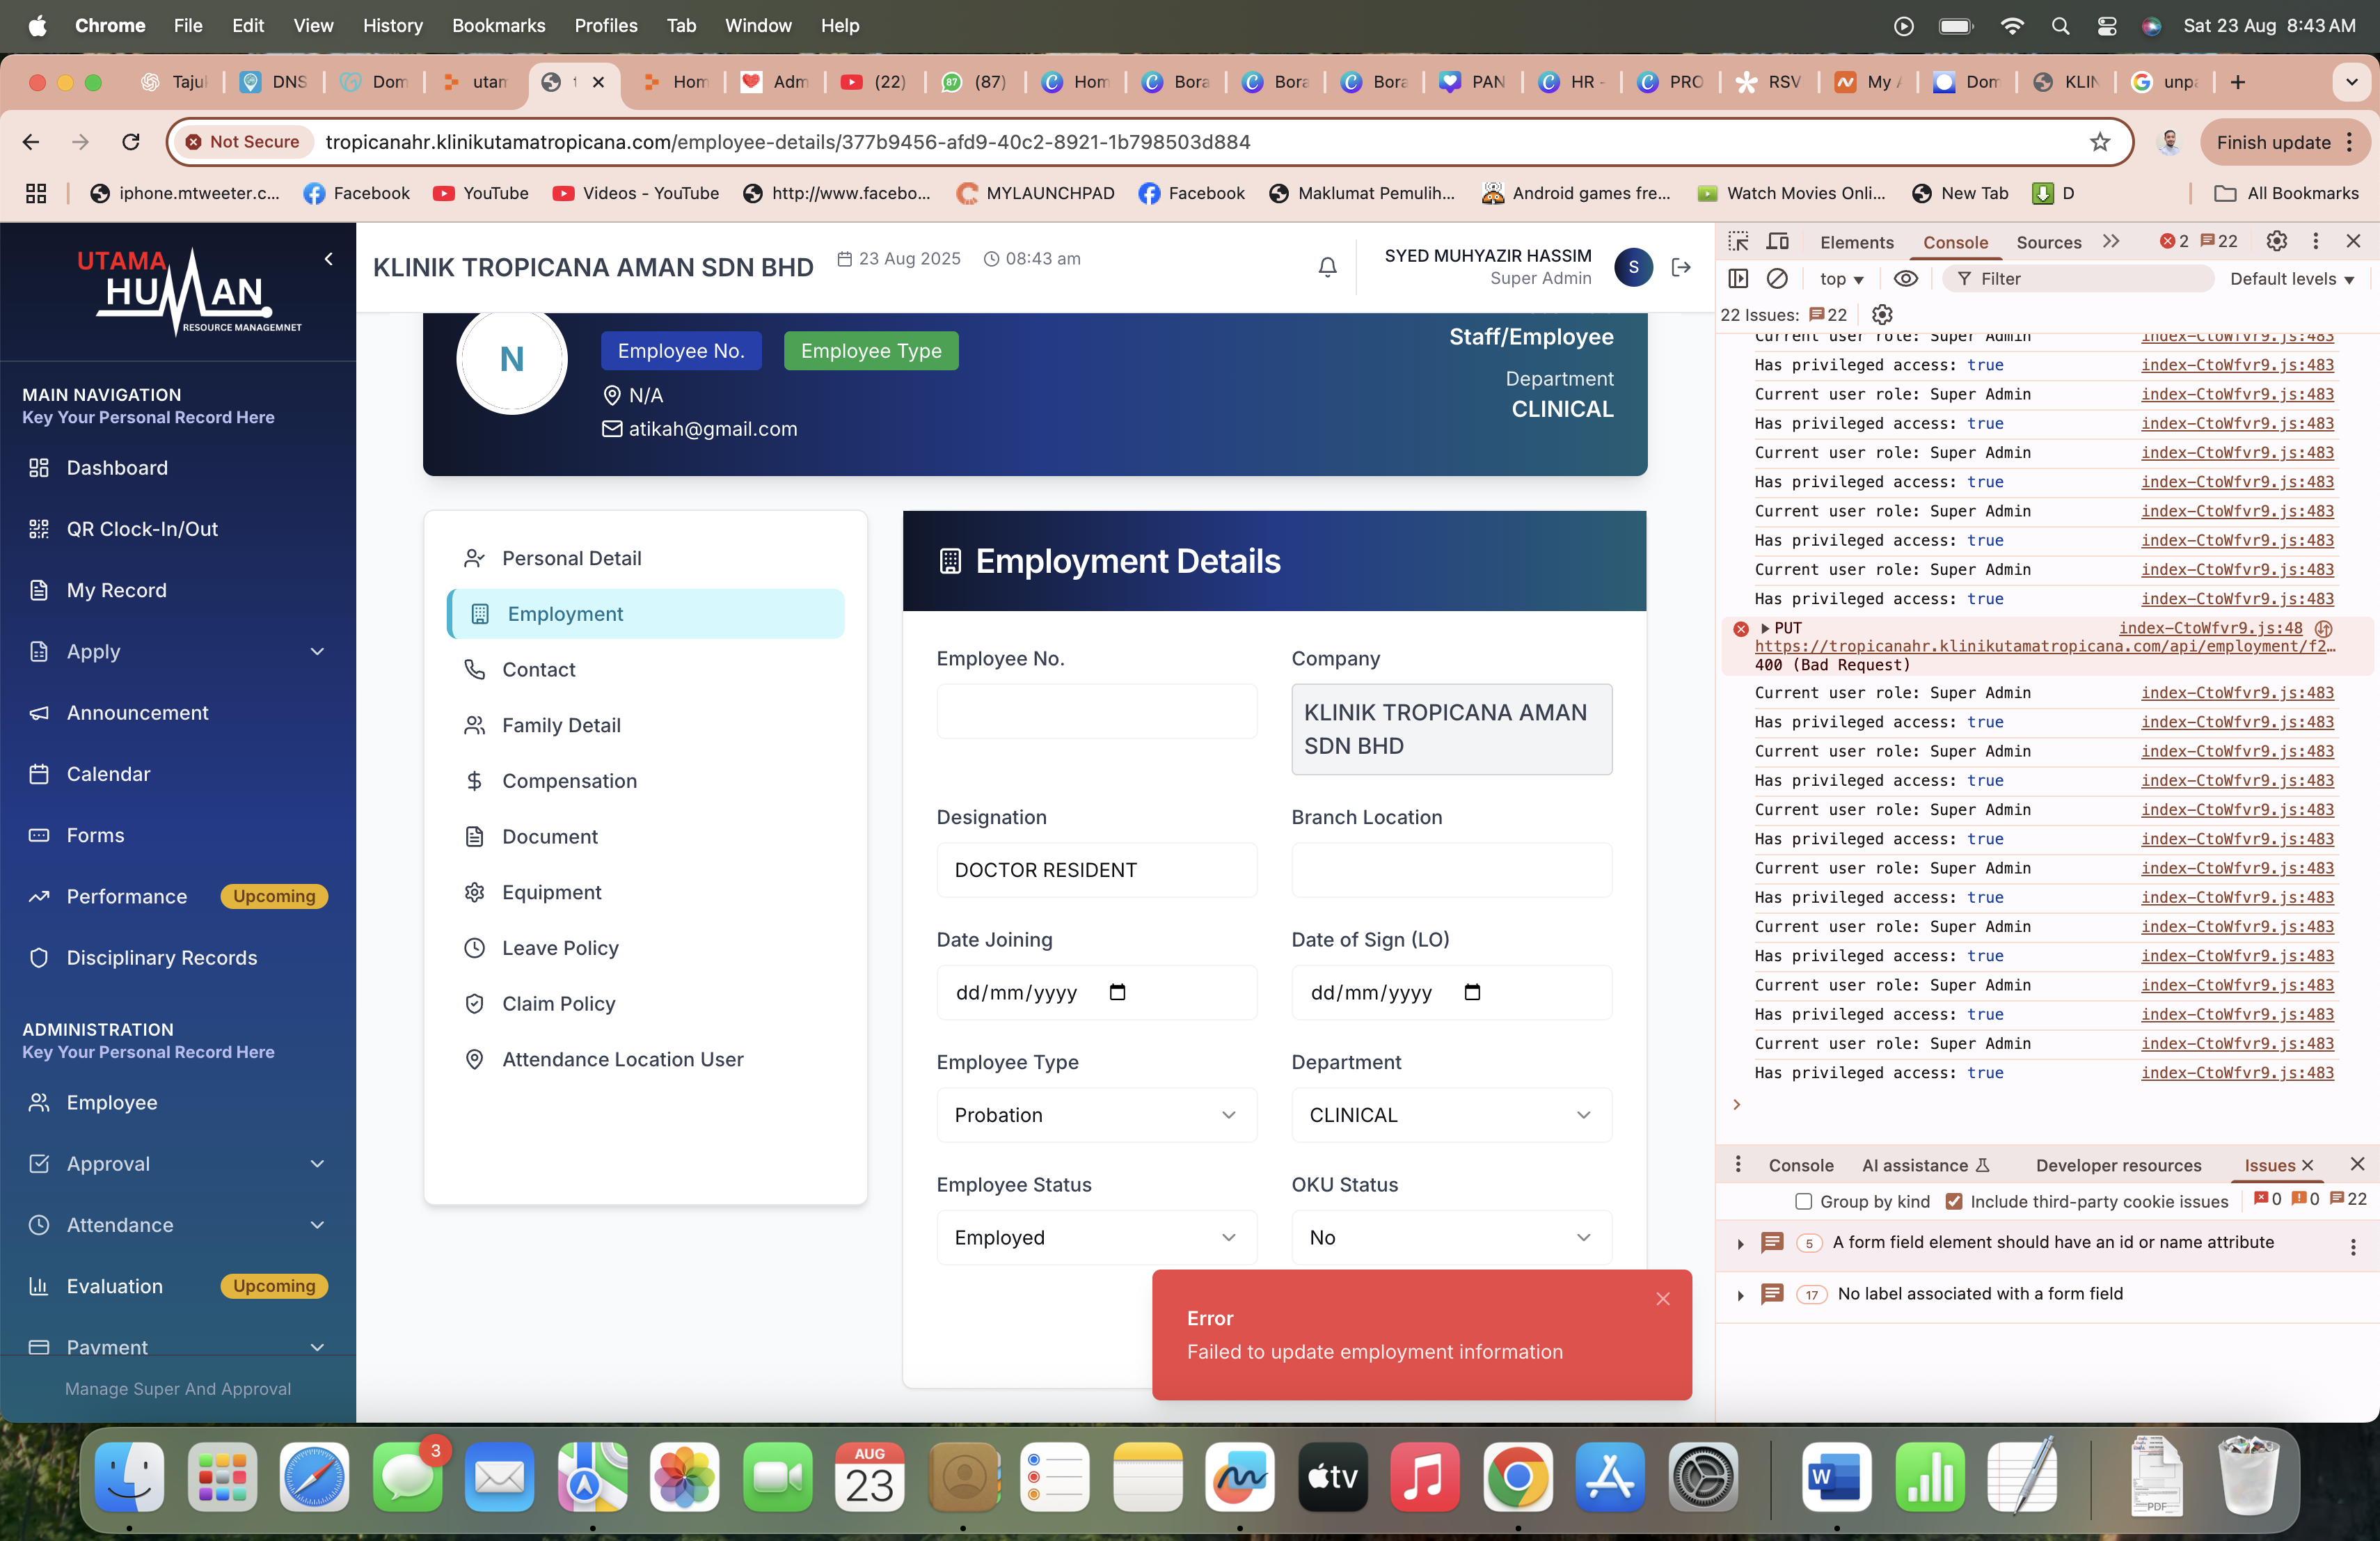 Chrome File Edit View History Bookmarks Profiles Tab Window Help Sat 23 Aug 8:43 AM
Taju DNS Dom utam Hom Adm (22) (87) Hom Bora Bora Bora PAN HR - PRO RSV My Dom KLIN unpa
Not Secure tropicanahr.klinikutamatropicana.com/employee-details/377b9456-afd9-40c2-8921-1b798503d884 Finish update
iphone.mtweeter.c... Facebook YouTube Videos - YouTube http://www.facebo... MYLAUNCHPAD Facebook Maklumat Pemulih... Android games fre... Watch Movies Onli... New Tab D All Bookmarks
UTAMA
HUMAN
RESOURCE MANAGEMNET
MAIN NAVIGATION
Key Your Personal Record Here
Dashboard
QR Clock-In/Out
My Record
Apply
Announcement
Calendar
Forms
Performance Upcoming
Disciplinary Records
ADMINISTRATION
Key Your Personal Record Here
Employee
Approval
Attendance
Evaluation Upcoming
Payment
Manage Super And Approval
KLINIK TROPICANA AMAN SDN BHD 23 Aug 2025 08:43 am
SYED MUHYAZIR HASSIM
Super Admin
S
N
Employee No. Employee Type
N/A
atikah@gmail.com
Staff/Employee
Department
CLINICAL
Personal Detail
Employment
Contact
Family Detail
Compensation
Document
Equipment
Leave Policy
Claim Policy
Attendance Location User
Employment Details
Employee No. Company
KLINIK TROPICANA AMAN
SDN BHD
Designation Branch Location
DOCTOR RESIDENT
Date Joining Date of Sign (LO)
dd/mm/yyyy dd/mm/yyyy
Employee Type Department
Probation CLINICAL
Employee Status OKU Status
Employed No
Error
Failed to update employment information
Elements Console Sources 2 22
top Filter Default levels
22 Issues: 22
Current user role: Super Admin index-CtoWfvr9.js:483
Has privileged access: true index-CtoWfvr9.js:483
Current user role: Super Admin index-CtoWfvr9.js:483
Has privileged access: true index-CtoWfvr9.js:483
Current user role: Super Admin index-CtoWfvr9.js:483
Has privileged access: true index-CtoWfvr9.js:483
Current user role: Super Admin index-CtoWfvr9.js:483
Has privileged access: true index-CtoWfvr9.js:483
Current user role: Super Admin index-CtoWfvr9.js:483
Has privileged access: true index-CtoWfvr9.js:483
PUT index-CtoWfvr9.js:48
https://tropicanahr.klinikutamatropicana.com/api/employment/f2…
400 (Bad Request)
Current user role: Super Admin index-CtoWfvr9.js:483
Has privileged access: true index-CtoWfvr9.js:483
Current user role: Super Admin index-CtoWfvr9.js:483
Has privileged access: true index-CtoWfvr9.js:483
Current user role: Super Admin index-CtoWfvr9.js:483
Has privileged access: true index-CtoWfvr9.js:483
Current user role: Super Admin index-CtoWfvr9.js:483
Has privileged access: true index-CtoWfvr9.js:483
Current user role: Super Admin index-CtoWfvr9.js:483
Has privileged access: true index-CtoWfvr9.js:483
Current user role: Super Admin index-CtoWfvr9.js:483
Has privileged access: true index-CtoWfvr9.js:483
Current user role: Super Admin index-CtoWfvr9.js:483
Has privileged access: true index-CtoWfvr9.js:483
Console AI assistance Developer resources Issues
Group by kind Include third-party cookie issues 0 0 22
5 A form field element should have an id or name attribute
17 No label associated with a form field
3
AUG
23
tv
W
PDF